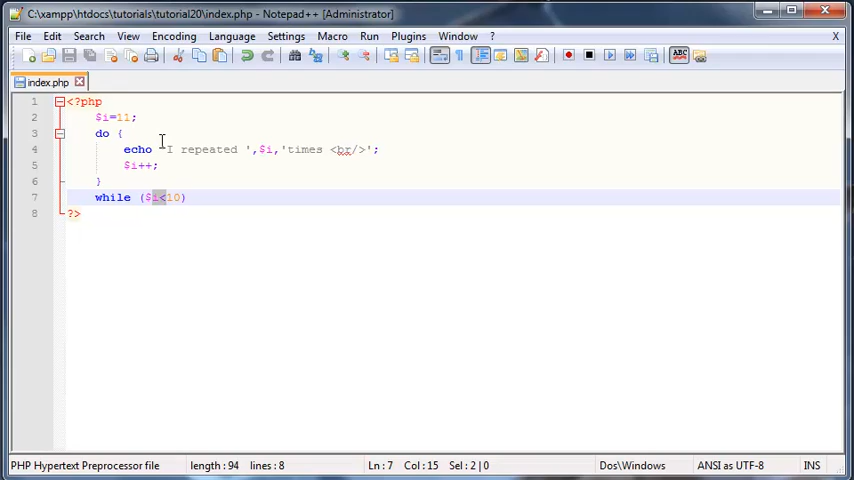 C:\xampp\htdocs\tutorials\tutorial20\index.php - Notepad++ [Administrator]
File Edit Search View Encoding Language Settings Macro Run Plugins Window ? X
ABC
index.php
1 <?php
2 $i=11;
3 do {
4 echo 'I repeated ',$i,'times <br/>';
5 $i++;
6 }
7 while ($i<10)
8 ?>
PHP Hypertext Preprocessor file length : 94 lines : 8 Ln : 7 Col : 15 Sel : 2 | 0 Dos\Windows ANSI as UTF-8 INS